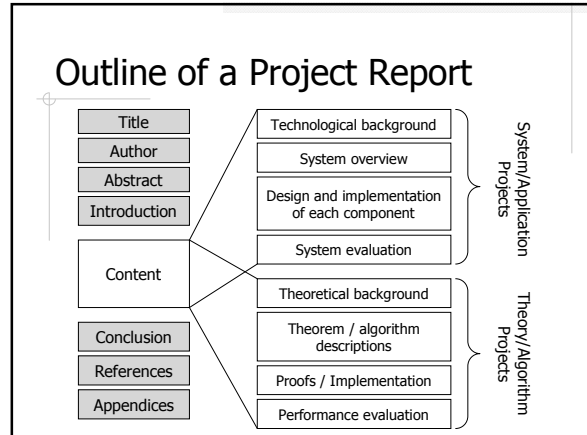 Outline of a Project Report
Title
Author
Abstract
Introduction
Content
Conclusion
References
Appendices
Technological background
System overview
Design and implementation
of each component
System evaluation
System/Application
Projects
Theoretical background
Theorem / algorithm
descriptions
Proofs / Implementation
Performance evaluation
Theory/Algorithm
Projects